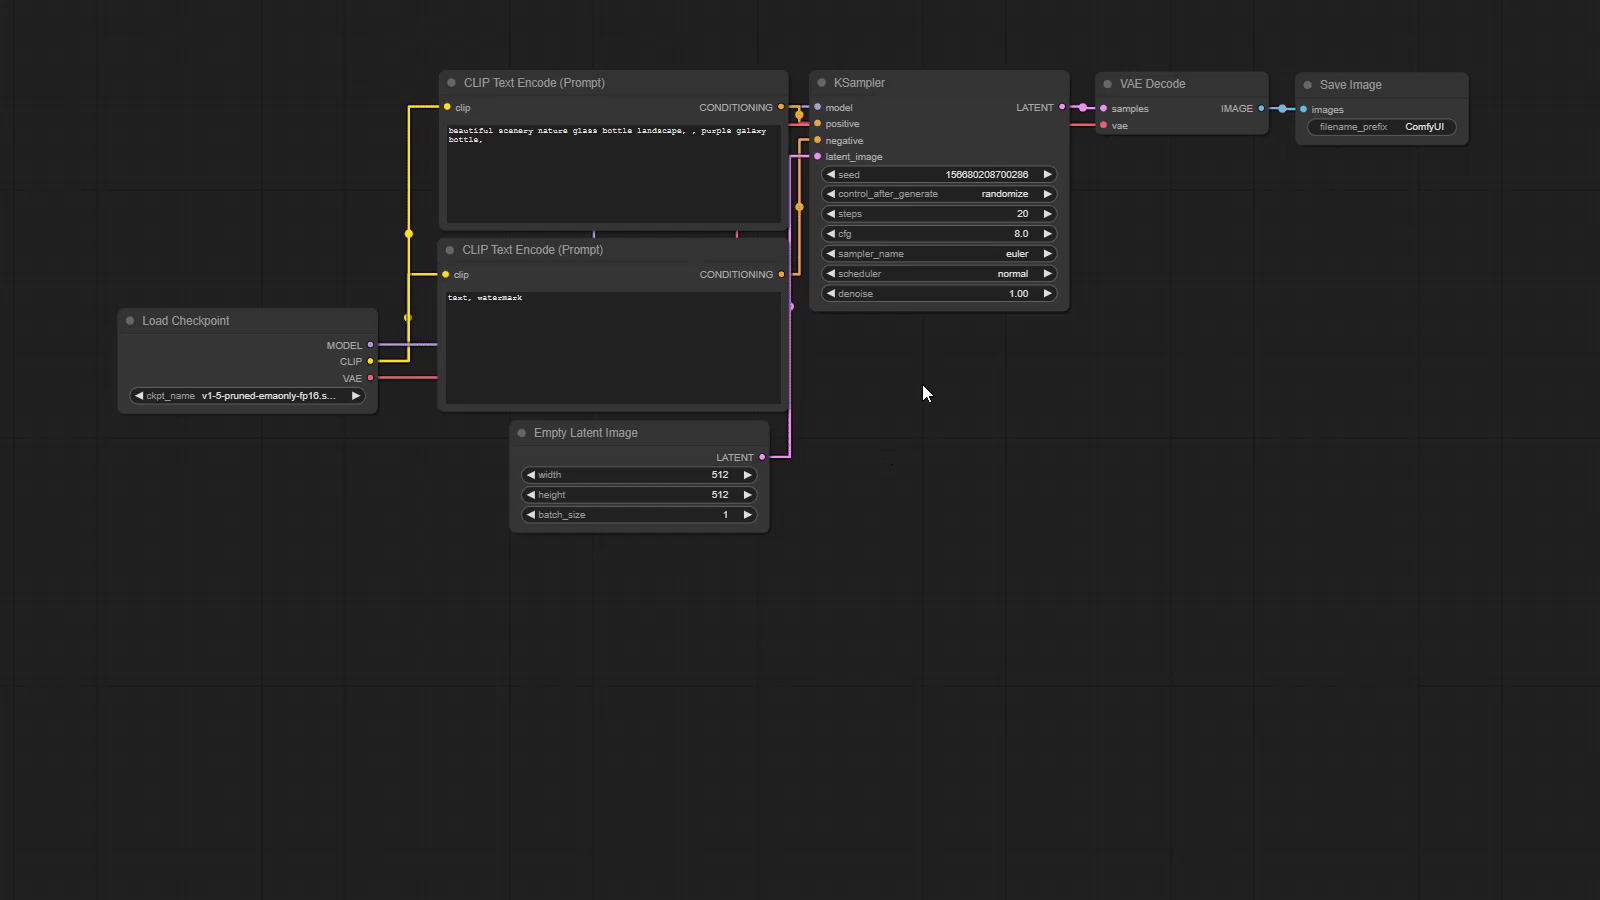 CLIP Text Encode (Prompt)
clip
CONDITIONING
beautiful scenery nature glass bottle landscape, , purple galaxy
bottle,
CLIP Text Encode (Prompt)
clip
CONDITIONING
text, watermark
Load Checkpoint
MODEL
CLIP
VAE
ckpt_name v1-5-pruned-emaonly-fp16.s...
Empty Latent Image
LATENT
width 512
height 512
batch_size 1
KSampler
model LATENT
positive
negative
latent_image
seed 156680208700286
control_after_generate randomize
steps 20
cfg 8.0
sampler_name euler
scheduler normal
denoise 1.00
VAE Decode
samples IMAGE
vae
Save Image
images
filename_prefix ComfyUI